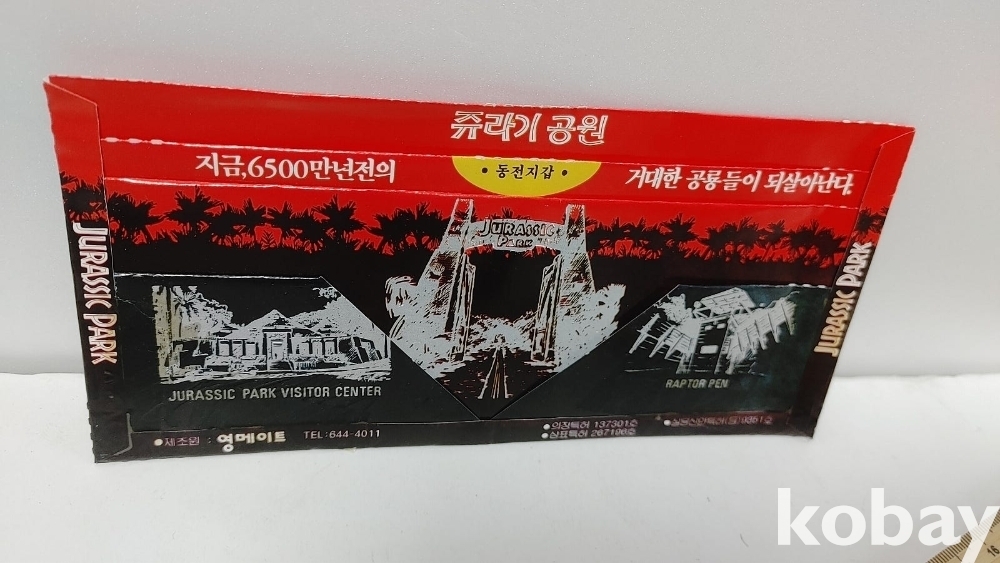 쥬라기 공원
지금,6500만년전의
• 동전지갑 •
거대한 공룡들이 되살아난다.
JURASSIC PARK
JURASSIC PARK
JURASSIC PARK
JURASSIC PARK VISITOR CENTER
RAPTOR PEN
●제조원 : 영메이트 TEL:644-4011
●의장특허 137301호
●상표특허 267196호
kobay
16